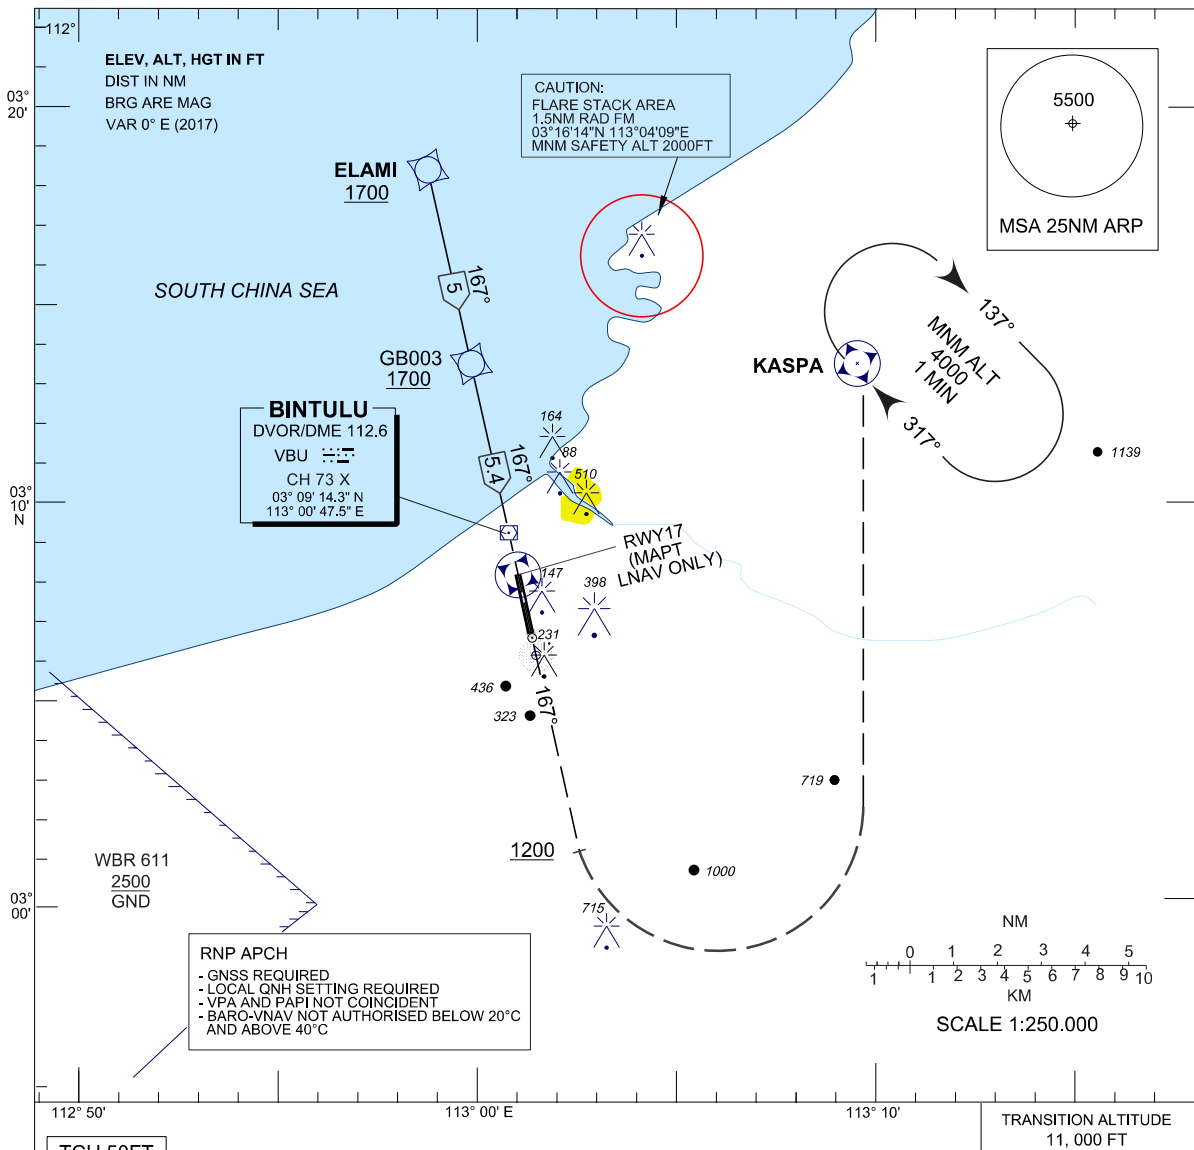 112°
ELEV, ALT, HGT IN FT
DIST IN NM
BRG ARE MAG
VAR 0° E (2017)
03°
20'
CAUTION:
FLARE STACK AREA
1.5NM RAD FM
03°16'14"N 113°04'09"E
MNM SAFETY ALT 2000FT
5500
MSA 25NM ARP
ELAMI
1700
SOUTH CHINA SEA
5
167°
GB003
1700
KASPA
137°
MNM ALT
4000
1 MIN
317°
1139
BINTULU
DVOR/DME 112.6
VBU
CH 73 X
03° 09' 14.3" N
113° 00' 47.5" E
5.4
167°
164
88
510
03°
10'
N
RWY17
(MAPT
LNAV ONLY)
147
398
231
436
323
167°
719
1200
1000
715
WBR 611
2500
GND
03°
00'
RNP APCH
- GNSS REQUIRED
- LOCAL QNH SETTING REQUIRED
- VPA AND PAPI NOT COINCIDENT
- BARO-VNAV NOT AUTHORISED BELOW 20°C
AND ABOVE 40°C
NM
0 1 2 3 4 5
1 1 2 3 4 5 6 7 8 9 10
KM
SCALE 1:250.000
112° 50'
113° 00' E
113° 10'
TRANSITION ALTITUDE
11, 000 FT
TCH 50FT